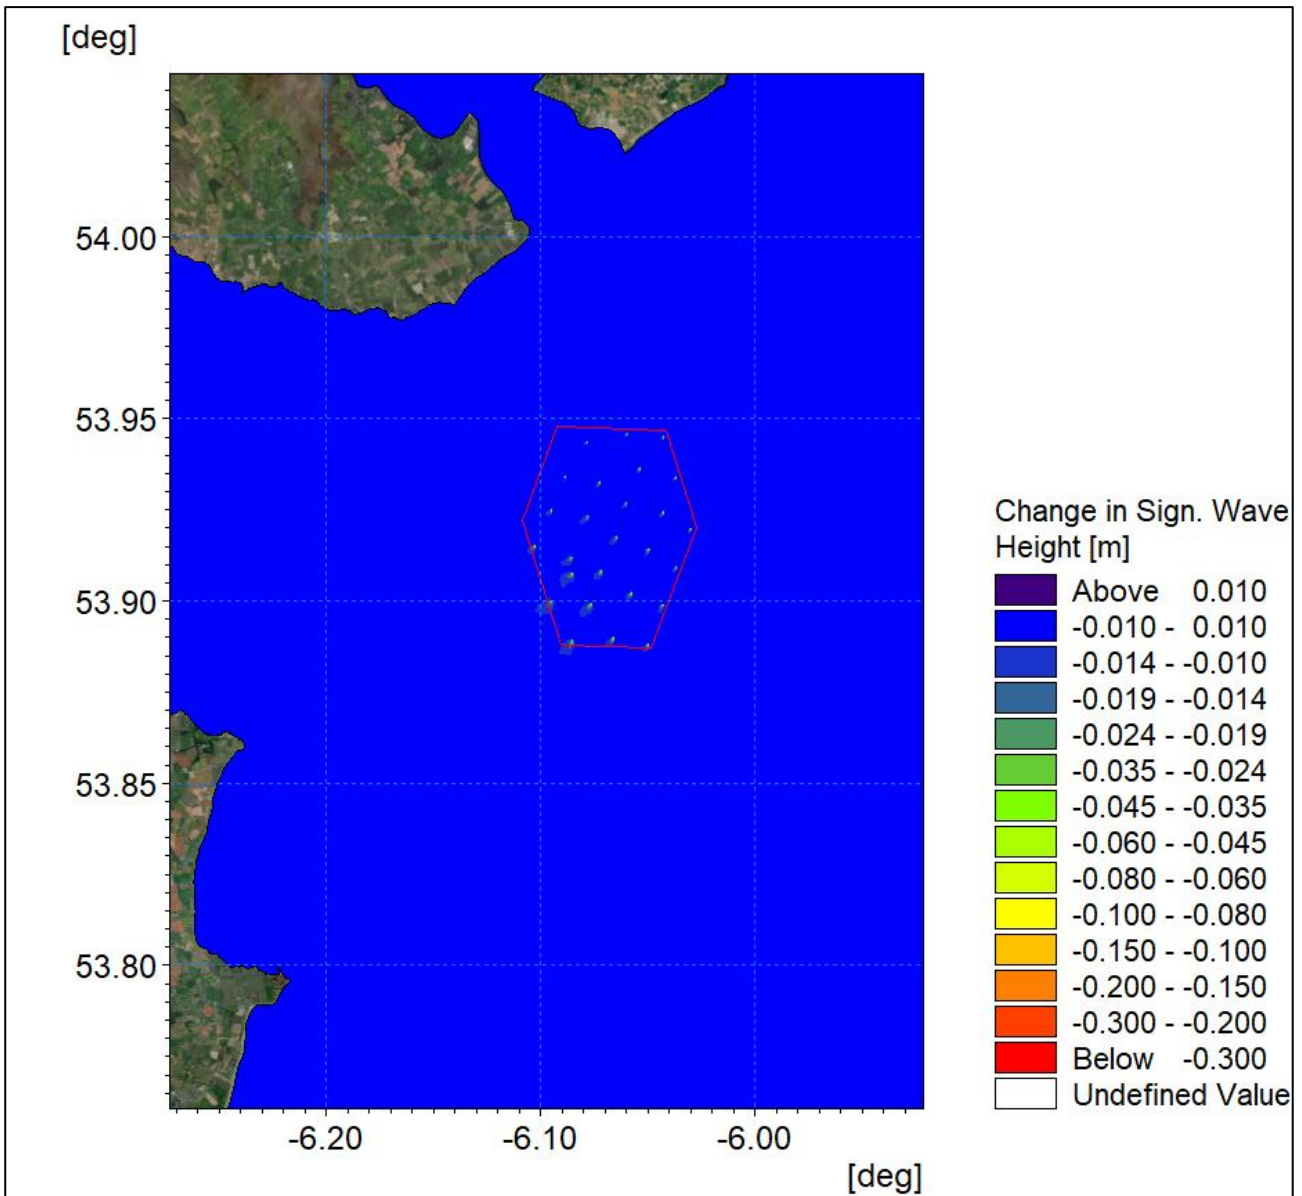 [deg]
54.00
53.95
53.90
53.85
53.80
-6.20
-6.10
-6.00
[deg]
Change in Sign. Wave
Height [m]
Above 0.010
-0.010 - 0.010
-0.014 - -0.010
-0.019 - -0.014
-0.024 - -0.019
-0.035 - -0.024
-0.045 - -0.035
-0.060 - -0.045
-0.080 - -0.060
-0.100 - -0.080
-0.150 - -0.100
-0.200 - -0.150
-0.300 - -0.200
Below -0.300
Undefined Value